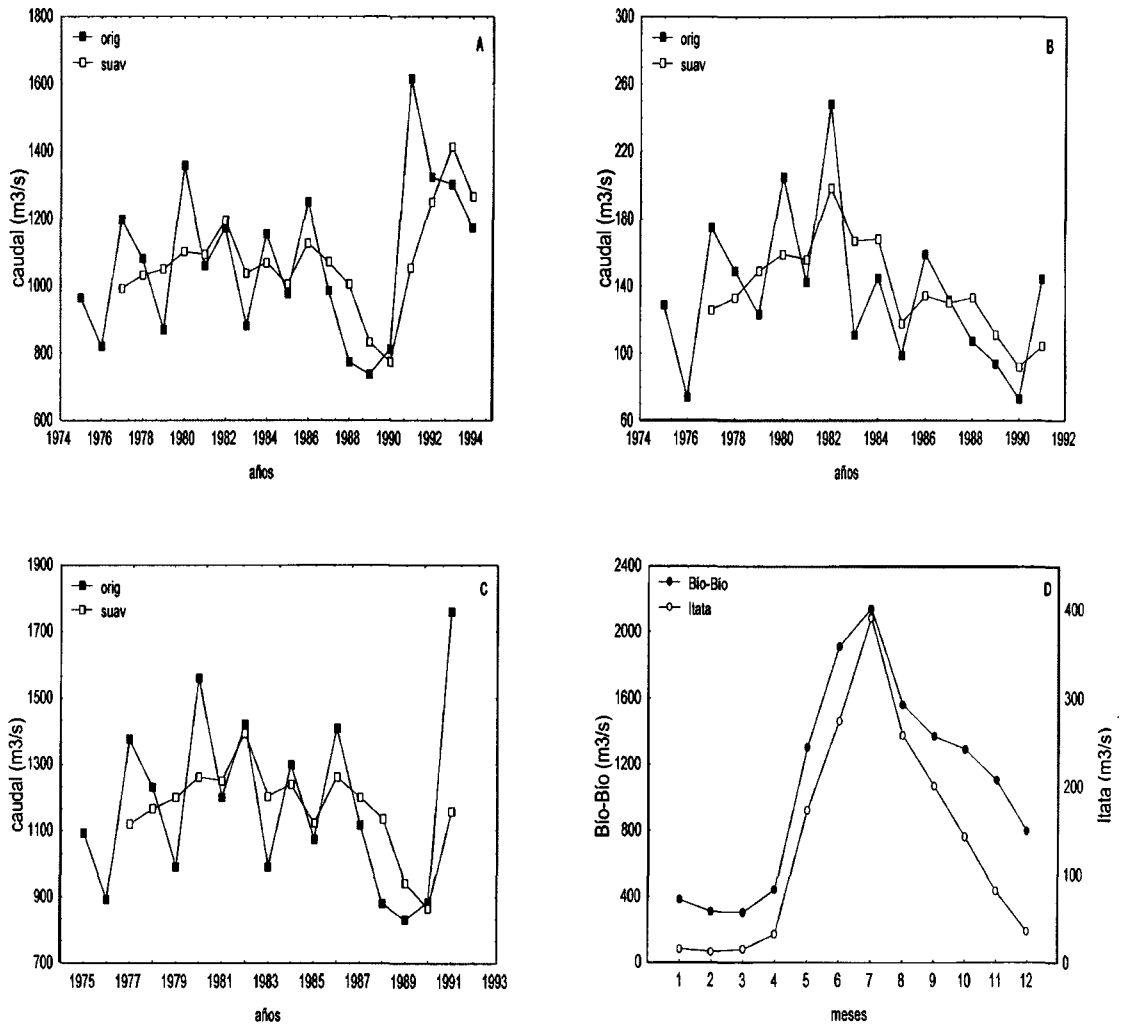 A
orig
suav
caudal (m3/s)
1800
1600
1400
1200
1000
800
600
1974 1976 1978 1980 1982 1984 1986 1988 1990 1992 1994
años
B
orig
suav
caudal (m3/s)
300
260
220
180
140
100
60
1974 1976 1978 1980 1982 1984 1986 1988 1990 1992
años
C
orig
suav
caudal (m3/s)
1900
1700
1500
1300
1100
900
700
1975 1977 1979 1981 1983 1985 1987 1989 1991 1993
años
D
Bío-Bío
Itata
Bío-Bío (m3/s)
2400
2000
1600
1200
800
400
0
400
300
200
100
0
Itata (m3/s)
1 2 3 4 5 6 7 8 9 10 11 12
meses